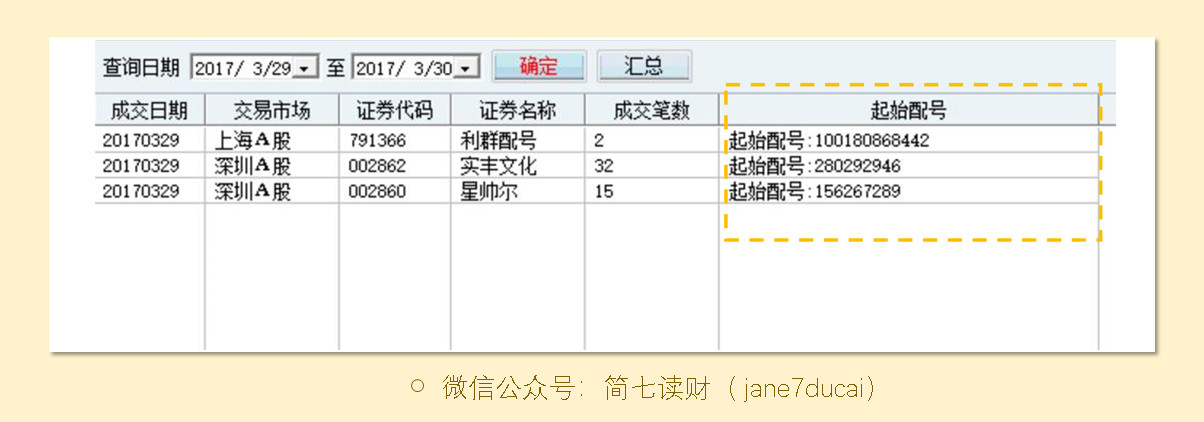 查询日期 2017/ 3/29 至 2017/ 3/30 确定 汇总
成交日期 交易市场 证券代码 证券名称 成交笔数 起始配号
20170329 上海A股 791366 利群配号 2 起始配号:100180868442
20170329 深圳A股 002862 实丰文化 32 起始配号:280292946
20170329 深圳A股 002860 星帅尔 15 起始配号:156267289
微信公众号：简七读财（jane7ducai）